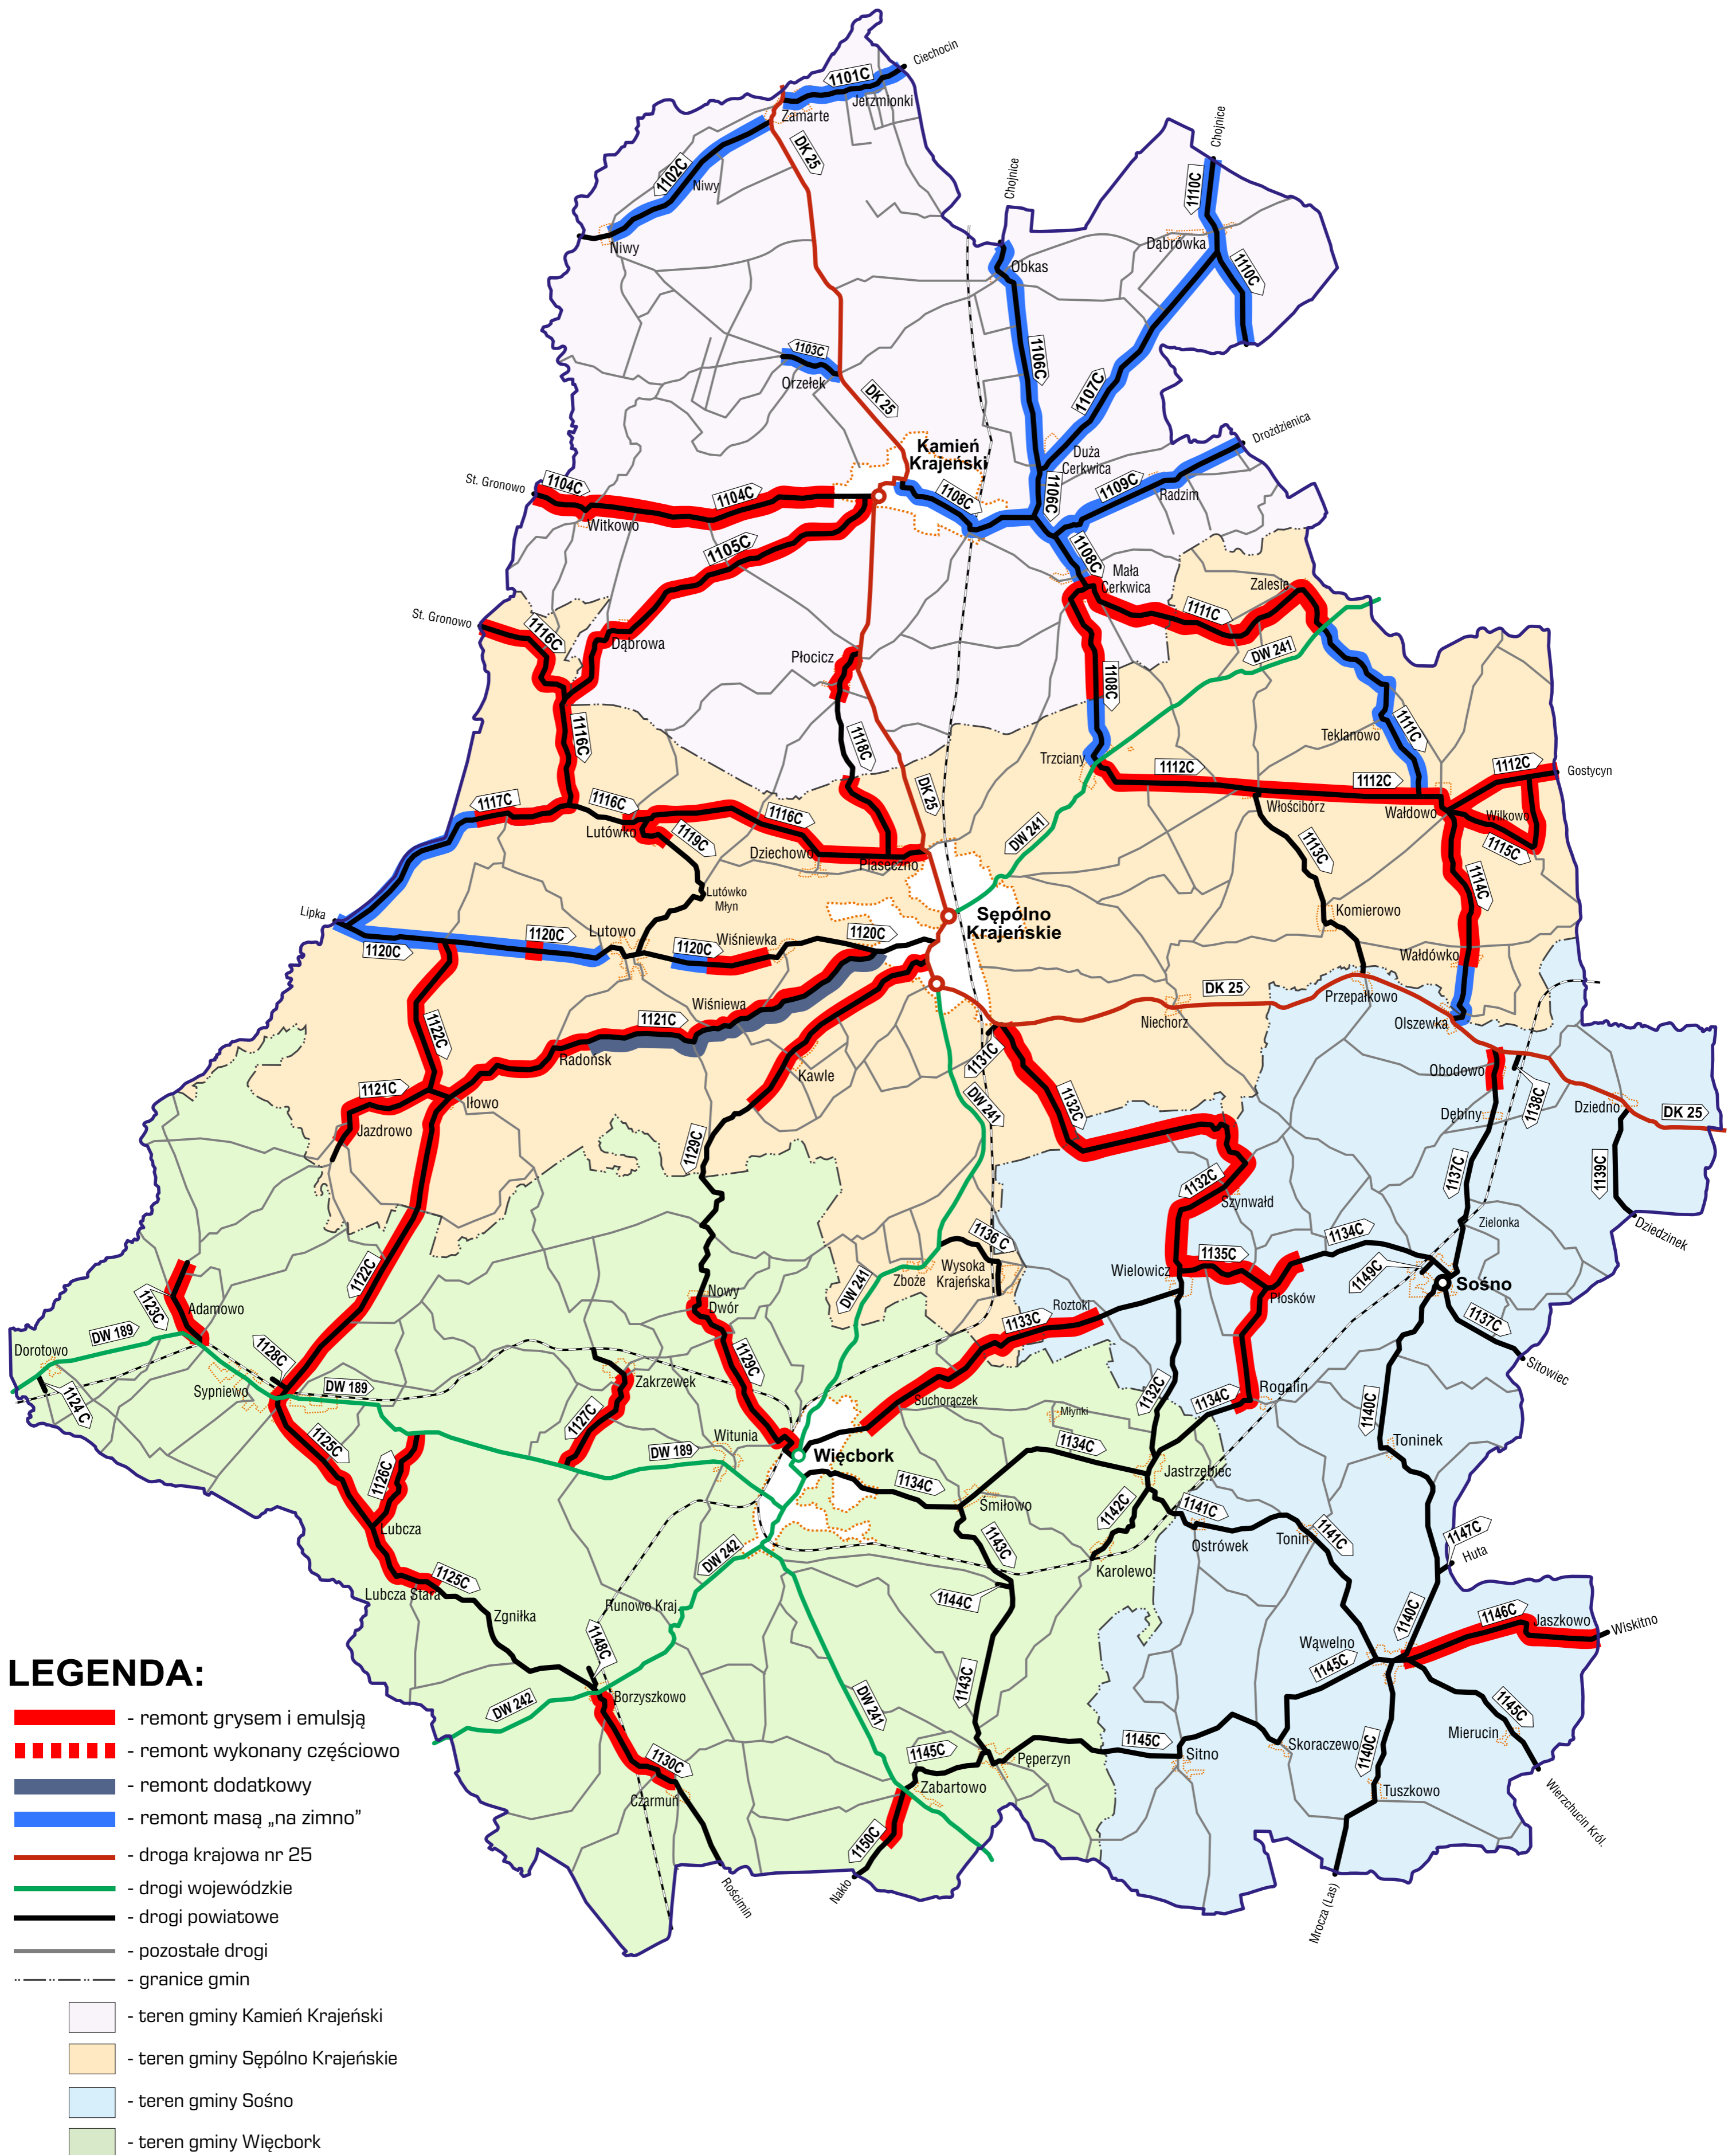 Ciechocin
1101C
Jerzmionki
Zamarte
DK 25
1102C
Niwy
Niwy
Chojnice
Chojnice
1110C
Dąbrówka
1110C
Obkas
1103C
Orzełek
DK 25
1106C
1107C
Kamień
Krajeński
Duża
Cerkwica
Drożdzienica
St. Gronowo
1104C
1104C
Witkowo
1108C
1106C
1109C
Radzim
1105C
1108C
Mała
Cerkwica
Zalesie
1111C
St. Gronowo
1116C
Dąbrowa
Płocicz
DW 241
1108C
1116C
1118C
Teklanowo
1111C
Trzciany
1112C
1112C
1112C
Gostycyn
DK 25
1117C
1116C
1116C
Lutówko
1119C
Dziechowo
Piaseczno
DW 241
Włościbórz
Wałdowo
Wilkowo
1115C
1113C
1114C
Lutówko
Młyn
Lipka
Sępólno
Krajeńskie
Komierowo
1120C
1120C
Lutowo
1120C
Wiśniewka
1120C
Wałdówko
Wiśniewa
1121C
DK 25
Przepałkowo
Niechorz
Olszewka
1122C
Radońsk
Kawle
1131C
Obodowo
1138C
1121C
Iłowo
Jazdrowo
DW 241
1132C
Dębiny
Dziedno
DK 25
1129C
1137C
1139C
1132C
Szynwałd
Dziedzinek
Zielonka
1136 C
1134C
1122C
Zboże
Wysoka
Krajeńska
Wielowicz
1135C
1149C
Sośno
1123C
Adamowo
DW 241
Nowy
Dwór
Roztoki
1133C
Płosków
1137C
Sitowiec
DW 189
Dorotowo
1128C
1124 C
Sypniewo
DW 189
Zakrzewek
1129C
1127C
Suchorączek
1132C
Rogalin
1134C
1140C
Młynki
1125C
1126C
Witunia
DW 189
Więcbork
1134C
1134C
Jastrzębiec
Toninek
Śmiłowo
1142C
1141C
Lubcza
Ostrówek
Tonin
1141C
1147C
Huta
DW 242
1143C
Karolewo
Lubcza Stara
1125C
Zgniłka
Runowo Kraj.
1144C
1148C
1140C
1146C
Jaszkowo
Wiskitno
Wąwelno
1145C
1143C
Borzyszkowo
DW 242
DW 241
1145C
Mierucin
Skoraczewo
1130C
Czarmuń
1145C
Pęperzyn
1145C
Sitno
1140C
Zabartowo
Tuszkowo
Wierzchucin Król.
1150C
Nakło
Rościmin
Mrocza (Las)
LEGENDA:
- remont grysem i emulsją
- remont wykonany częściowo
- remont dodatkowy
- remont masą „na zimno”
- droga krajowa nr 25
- drogi wojewódzkie
- drogi powiatowe
- pozostałe drogi
- granice gmin
- teren gminy Kamień Krajeński
- teren gminy Sępólno Krajeńskie
- teren gminy Sośno
- teren gminy Więcbork